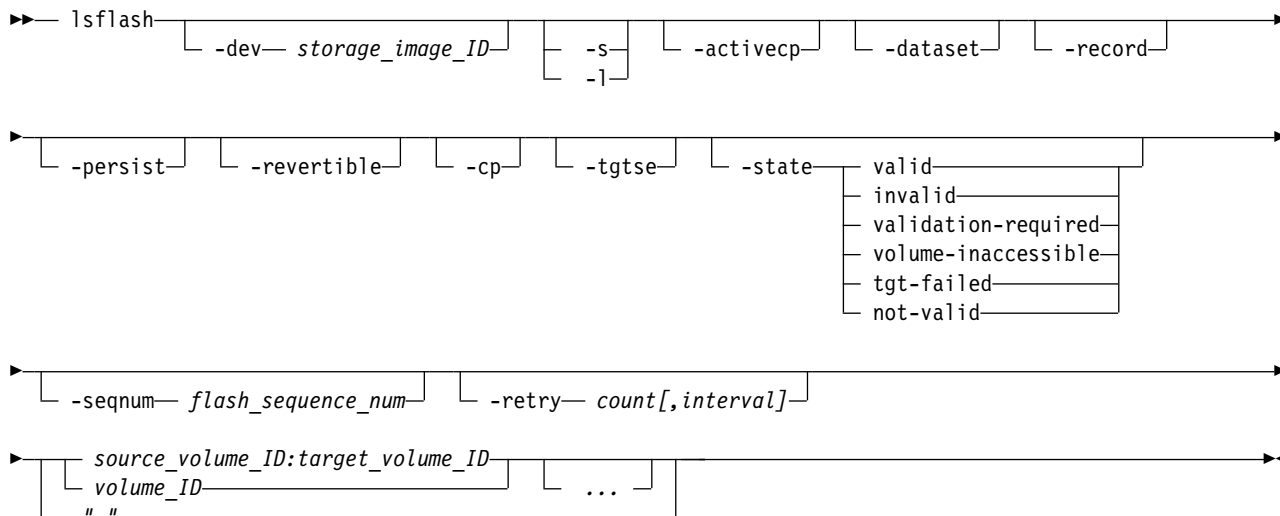 lsflash
-dev storage_image_ID -s -activecp -dataset -record
-l
-persist -revertible -cp -tgtse -state valid
invalid
validation-required
volume-inaccessible
tgt-failed
not-valid
-seqnum flash_sequence_num -retry count[,interval]
source_volume_ID:target_volume_ID
volume_ID ...